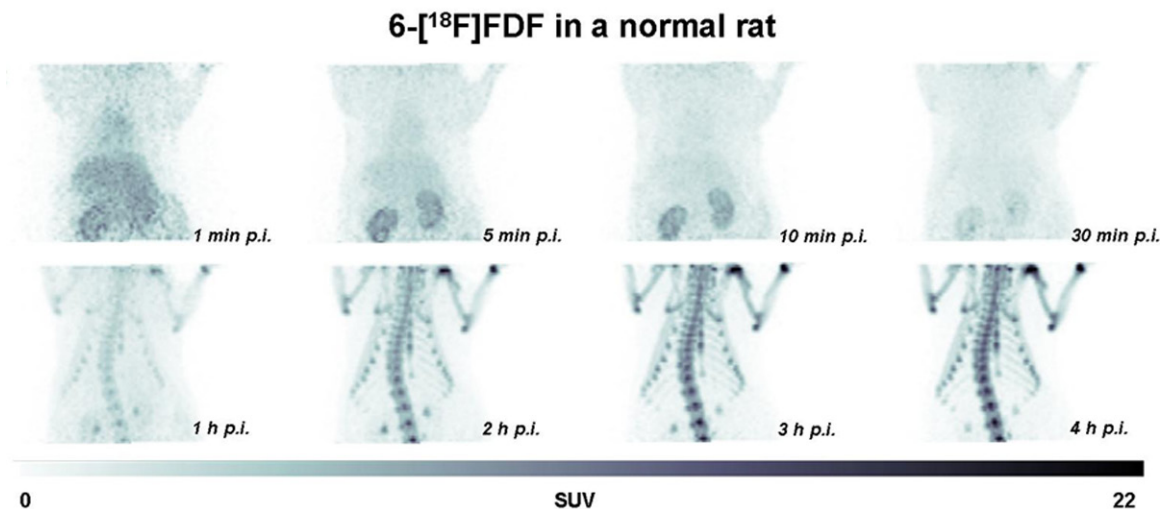 6-[¹⁸F]FDF in a normal rat
1 min p.i. 5 min p.i. 10 min p.i. 30 min p.i.
1 h p.i. 2 h p.i. 3 h p.i. 4 h p.i.
0 SUV 22